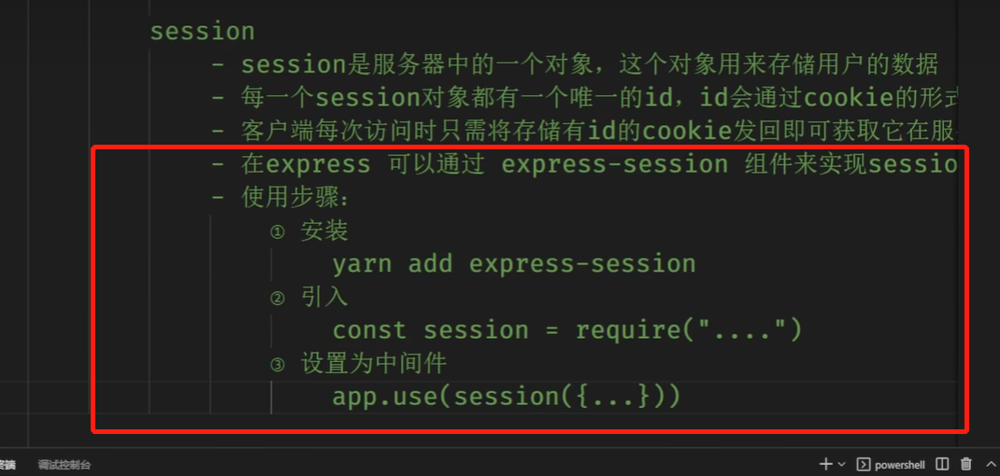 session
- session是服务器中的一个对象，这个对象用来存储用户的数据
- 每一个session对象都有一个唯一的id，id会通过cookie的形式
- 客户端每次访问时只需将存储有id的cookie发回即可获取它在服
- 在express 可以通过 express-session 组件来实现sessio
- 使用步骤：
① 安装
yarn add express-session
② 引入
const session = require("....")
③ 设置为中间件
app.use(session({...}))
终端 调试控制台 powershell